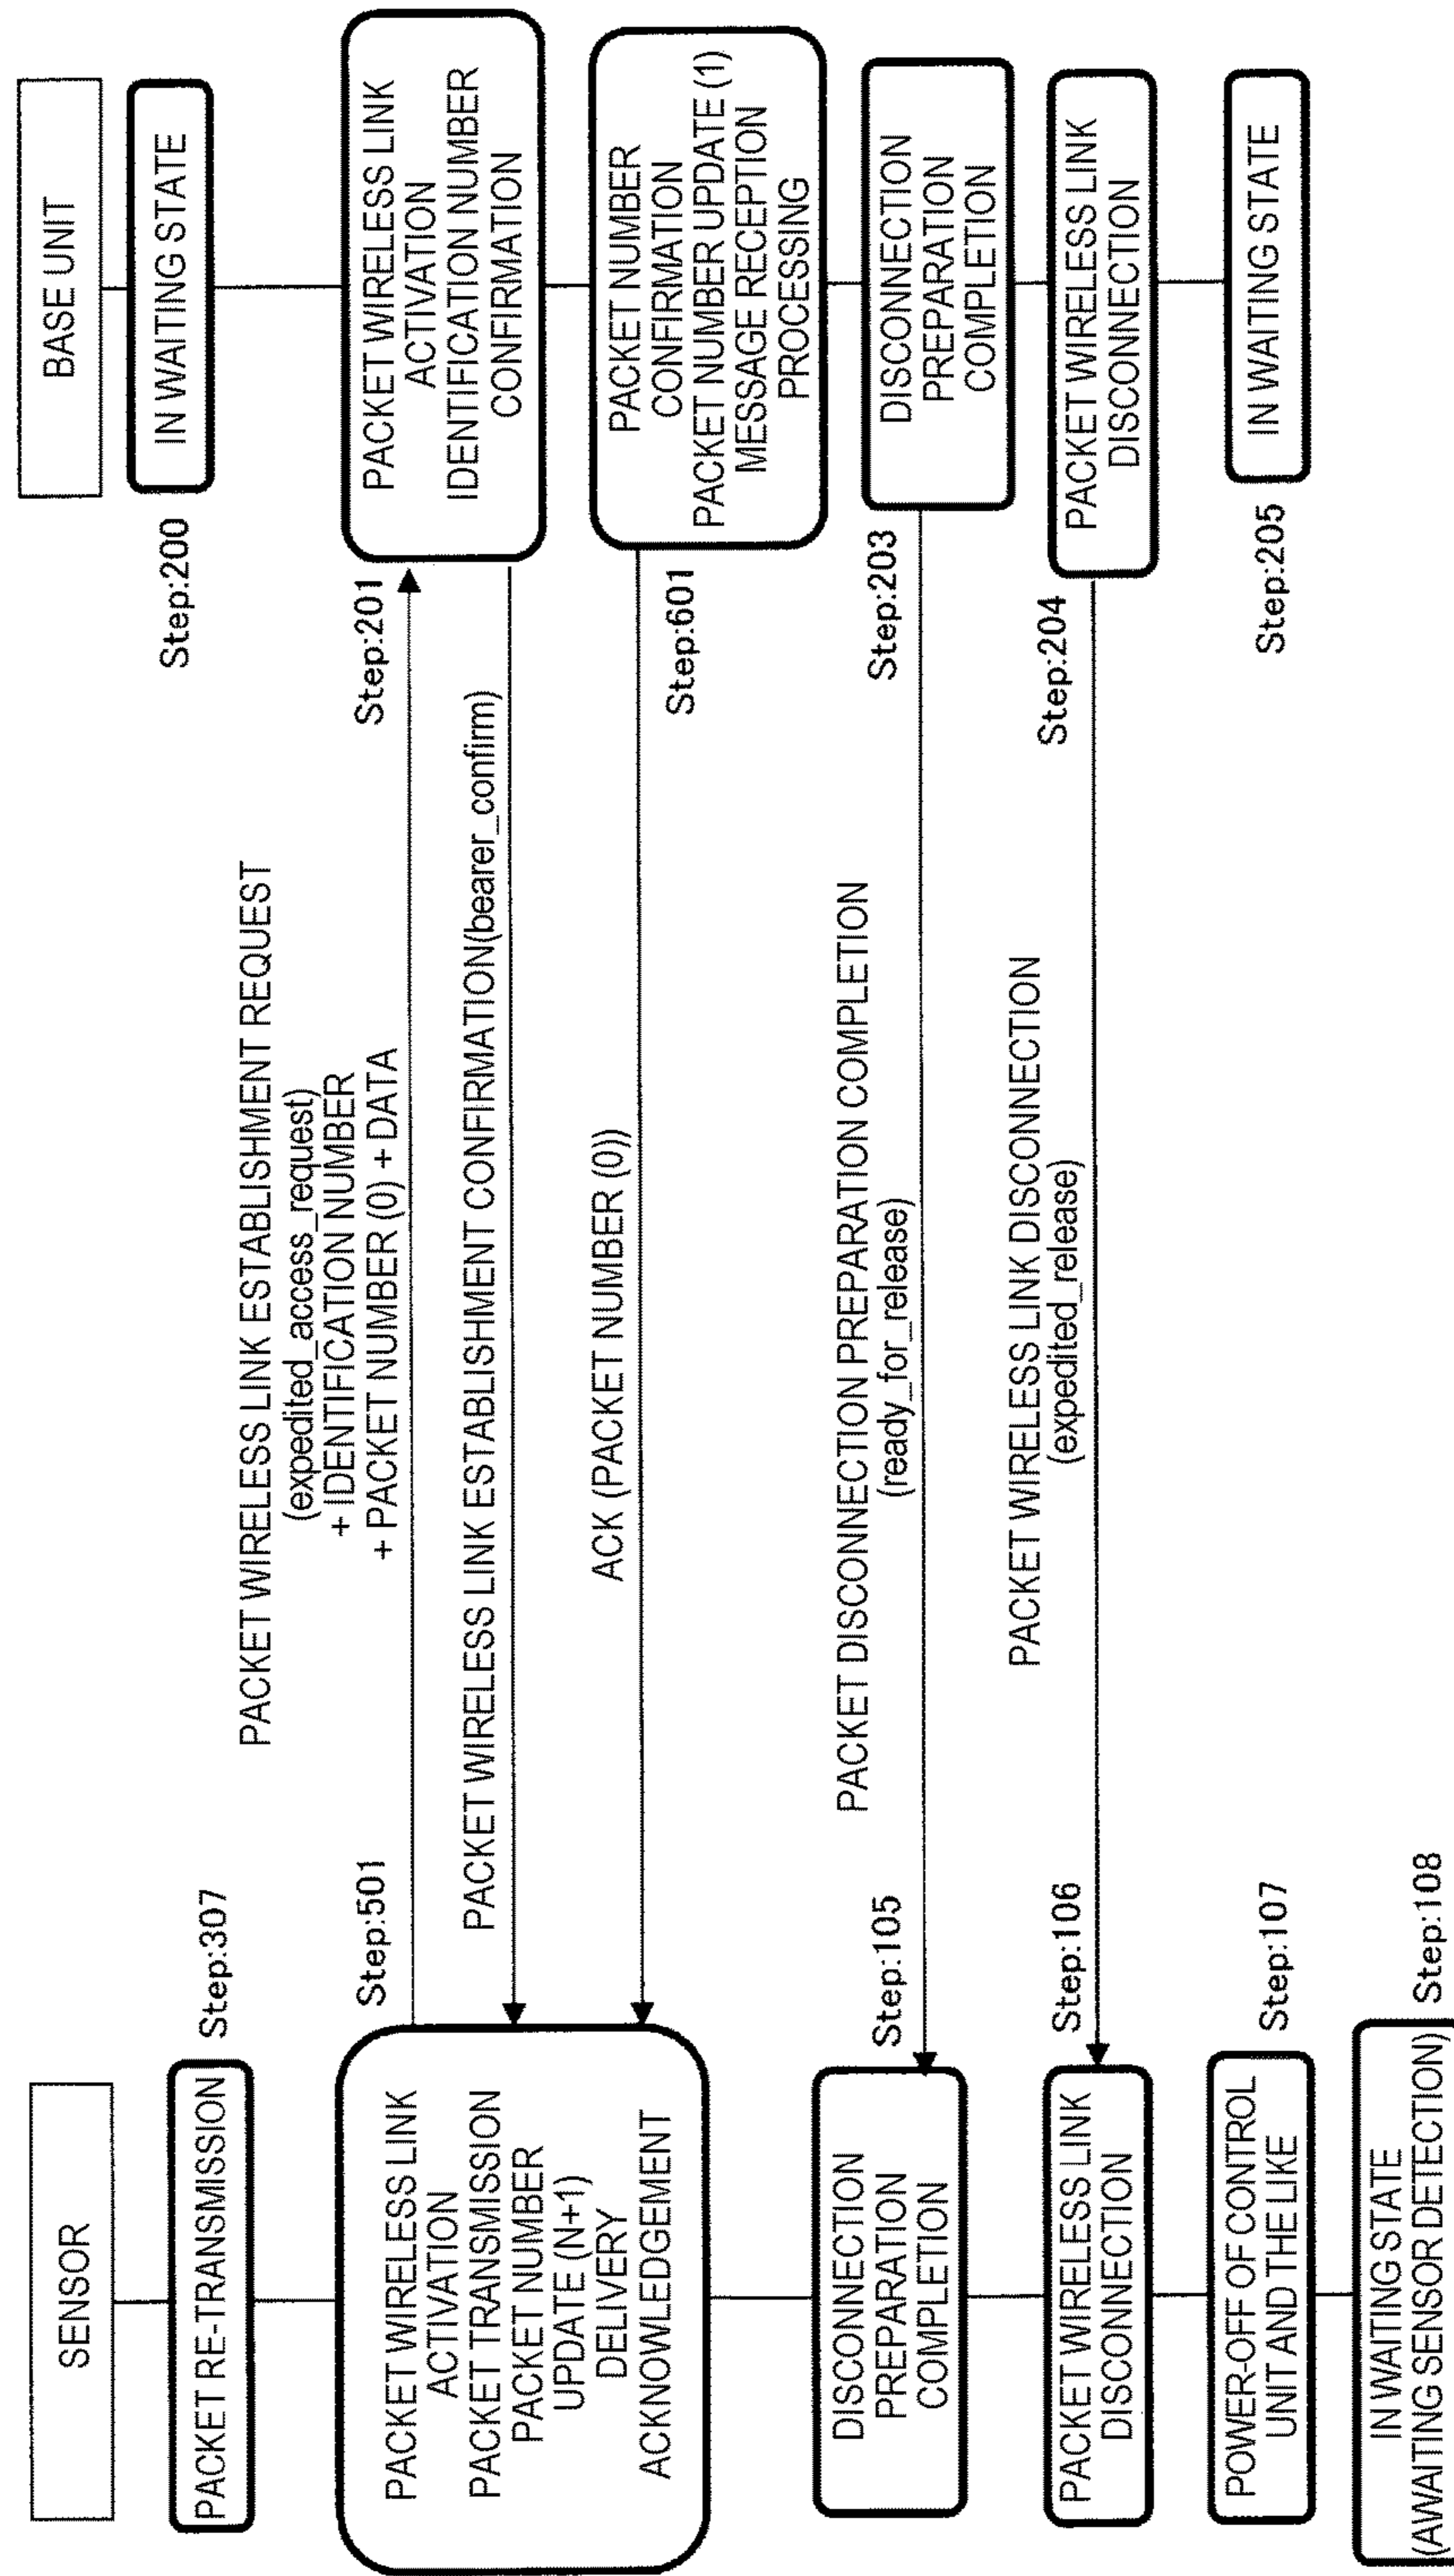 SENSOR
PACKET RE-TRANSMISSION
Step:307
PACKET WIRELESS LINK
ACTIVATION
PACKET TRANSMISSION
PACKET NUMBER
UPDATE (N+1)
DELIVERY
ACKNOWLEDGEMENT
Step:501
DISCONNECTION
PREPARATION
COMPLETION
Step:105
PACKET WIRELESS LINK
DISCONNECTION
Step:106
POWER-OFF OF CONTROL
UNIT AND THE LIKE
Step:107
IN WAITING STATE
(AWAITING SENSOR DETECTION)
Step:108
PACKET WIRELESS LINK ESTABLISHMENT REQUEST
(expedited_access_request)
+ IDENTIFICATION NUMBER
+ PACKET NUMBER (0) + DATA
PACKET WIRELESS LINK ESTABLISHMENT CONFIRMATION(bearer_confirm)
ACK (PACKET NUMBER (0))
PACKET DISCONNECTION PREPARATION COMPLETION
(ready_for_release)
PACKET WIRELESS LINK DISCONNECTION
(expedited_release)
BASE UNIT
IN WAITING STATE
Step:200
PACKET WIRELESS LINK
ACTIVATION
IDENTIFICATION NUMBER
CONFIRMATION
Step:201
PACKET NUMBER
CONFIRMATION
PACKET NUMBER UPDATE (1)
MESSAGE RECEPTION
PROCESSING
Step:601
DISCONNECTION
PREPARATION
COMPLETION
Step:203
PACKET WIRELESS LINK
DISCONNECTION
Step:204
IN WAITING STATE
Step:205